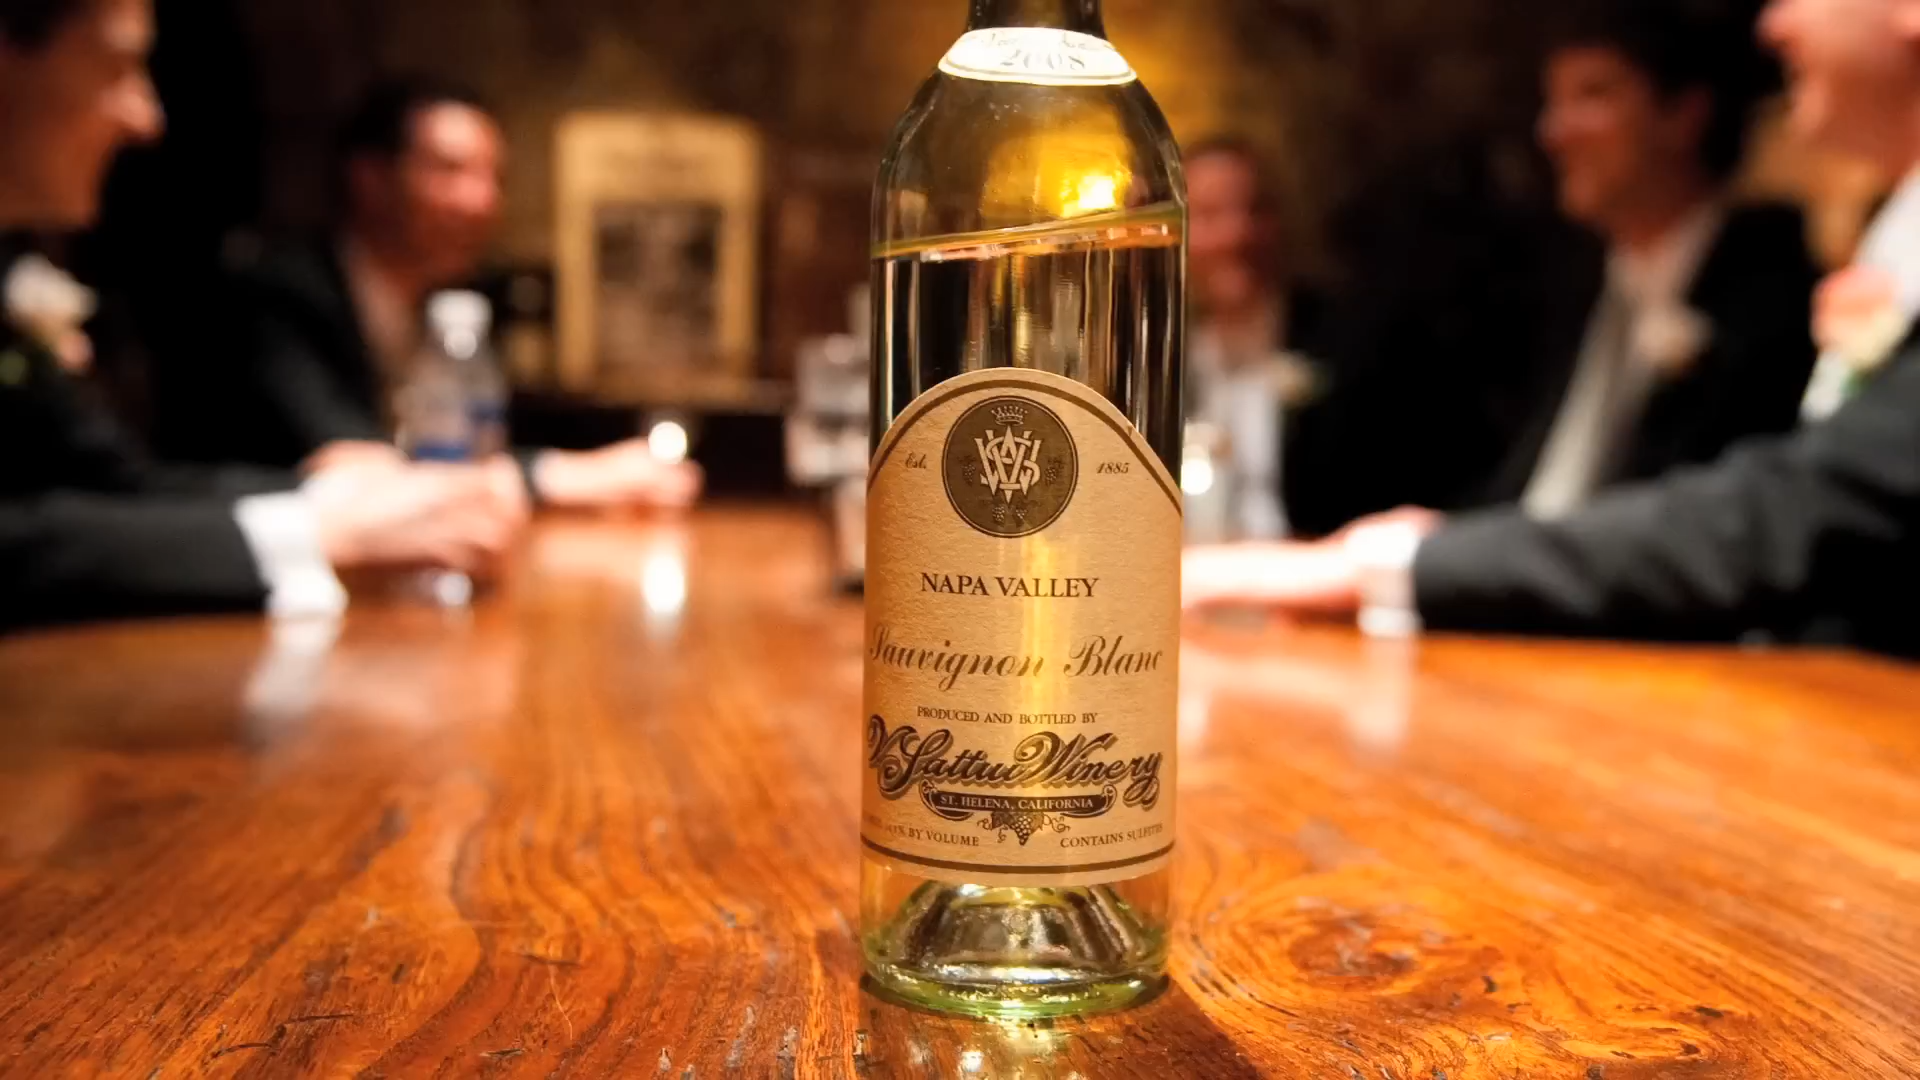 2008
Est. 1885
NAPA VALLEY
Sauvignon Blanc
PRODUCED AND BOTTLED BY
V. Sattui Winery
ST. HELENA, CALIFORNIA
BY VOLUME CONTAINS SULFITES